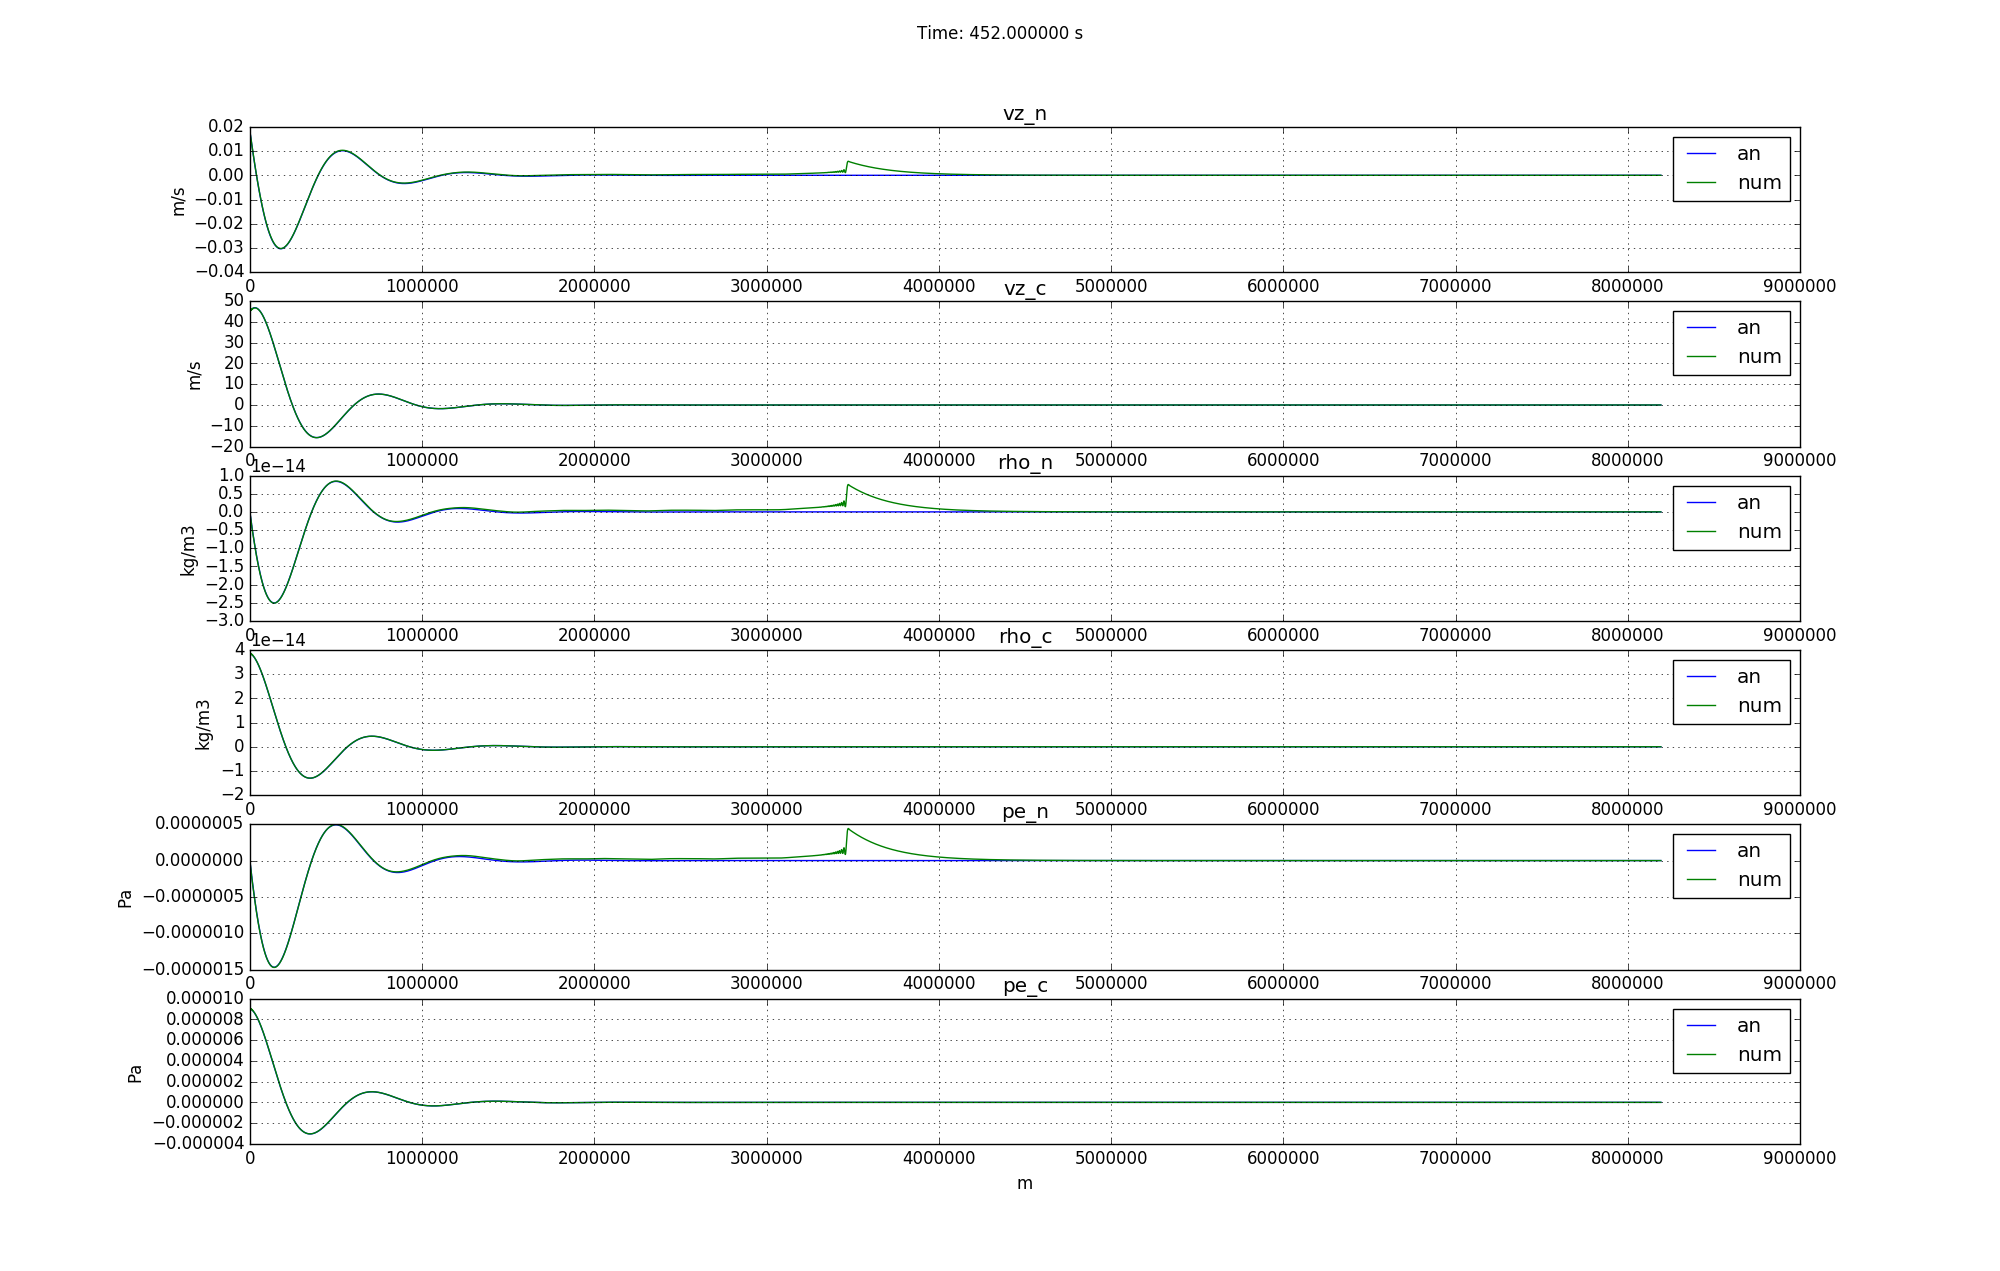 Time: 452.000000 s
vz_n
0.02
0.01
0.00
−0.01
−0.02
−0.03
−0.04
m/s
an
num
0 1000000 2000000 3000000 4000000 5000000 6000000 7000000 8000000 9000000
vz_c
50
40
30
20
10
0
−10
−20
m/s
an
num
0 1000000 2000000 3000000 4000000 5000000 6000000 7000000 8000000 9000000
1e−14
rho_n
1.0
0.5
0.0
−0.5
−1.0
−1.5
−2.0
−2.5
−3.0
kg/m3
an
num
0 1000000 2000000 3000000 4000000 5000000 6000000 7000000 8000000 9000000
1e−14
rho_c
4
3
2
1
0
−1
−2
kg/m3
an
num
0 1000000 2000000 3000000 4000000 5000000 6000000 7000000 8000000 9000000
pe_n
0.0000005
0.0000000
−0.0000005
−0.0000010
−0.0000015
Pa
an
num
0 1000000 2000000 3000000 4000000 5000000 6000000 7000000 8000000 9000000
pe_c
0.000010
0.000008
0.000006
0.000004
0.000002
0.000000
−0.000002
−0.000004
Pa
an
num
0 1000000 2000000 3000000 4000000 5000000 6000000 7000000 8000000 9000000
m